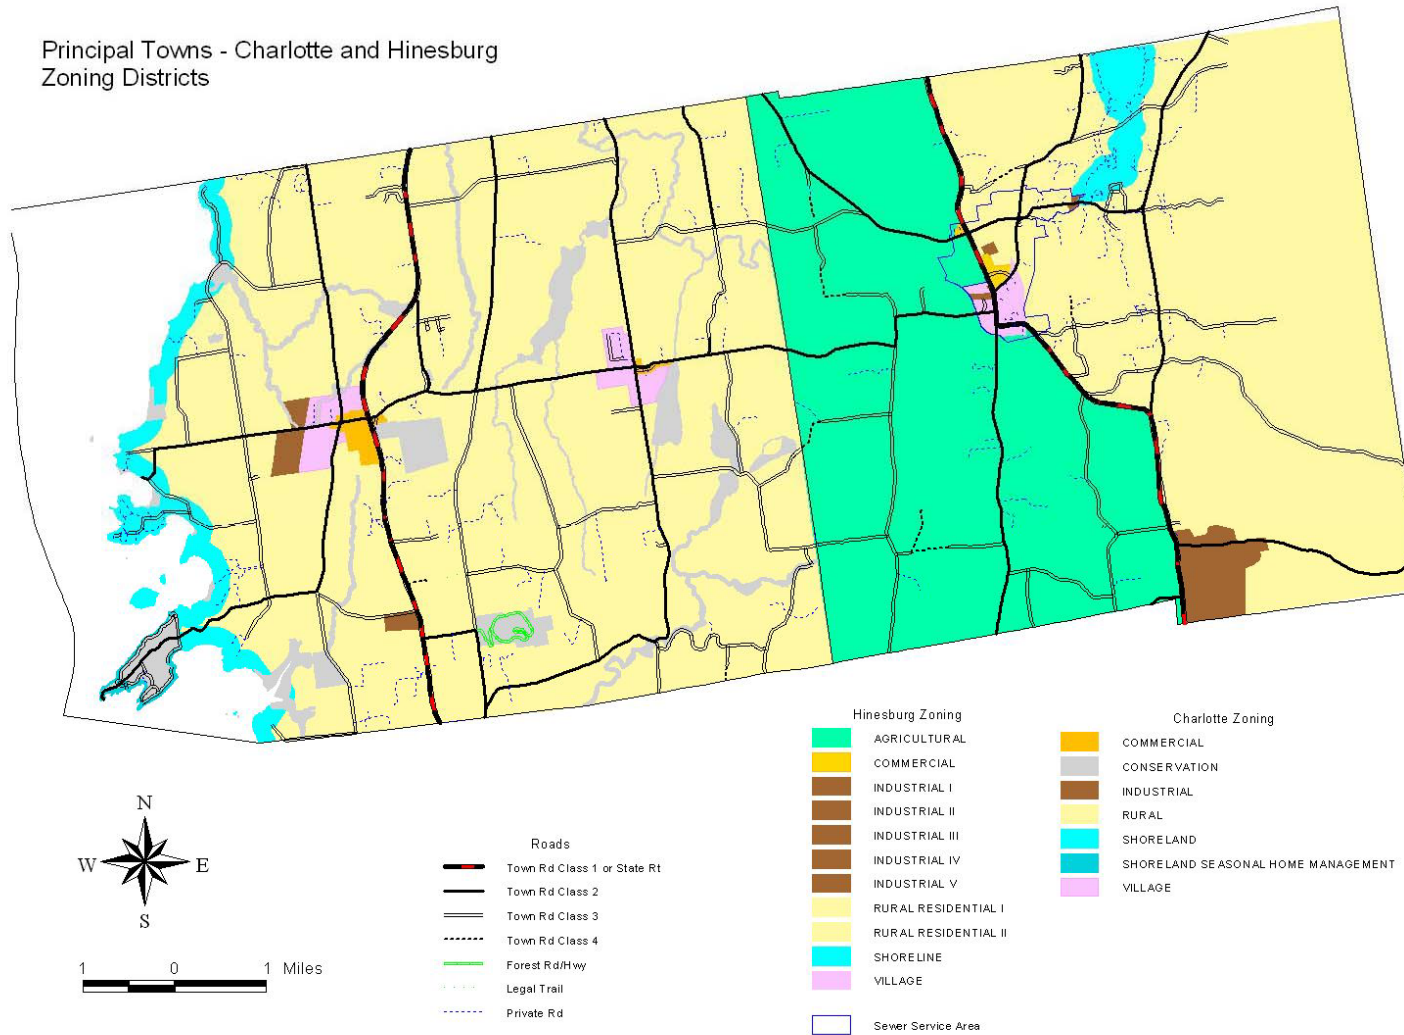 Principal Towns - Charlotte and Hinesburg
Zoning Districts
N
W
E
S
1 0 1 Miles
Roads
Town Rd Class 1 or State Rt
Town Rd Class 2
Town Rd Class 3
Town Rd Class 4
Forest Rd/Hwy
Legal Trail
Private Rd
Hinesburg Zoning
AGRICULTURAL
COMMERCIAL
INDUSTRIAL I
INDUSTRIAL II
INDUSTRIAL III
INDUSTRIAL IV
INDUSTRIAL V
RURAL RESIDENTIAL I
RURAL RESIDENTIAL II
SHORELINE
VILLAGE
Sewer Service Area
Charlotte Zoning
COMMERCIAL
CONSERVATION
INDUSTRIAL
RURAL
SHORELAND
SHORELAND SEASONAL HOME MANAGEMENT
VILLAGE